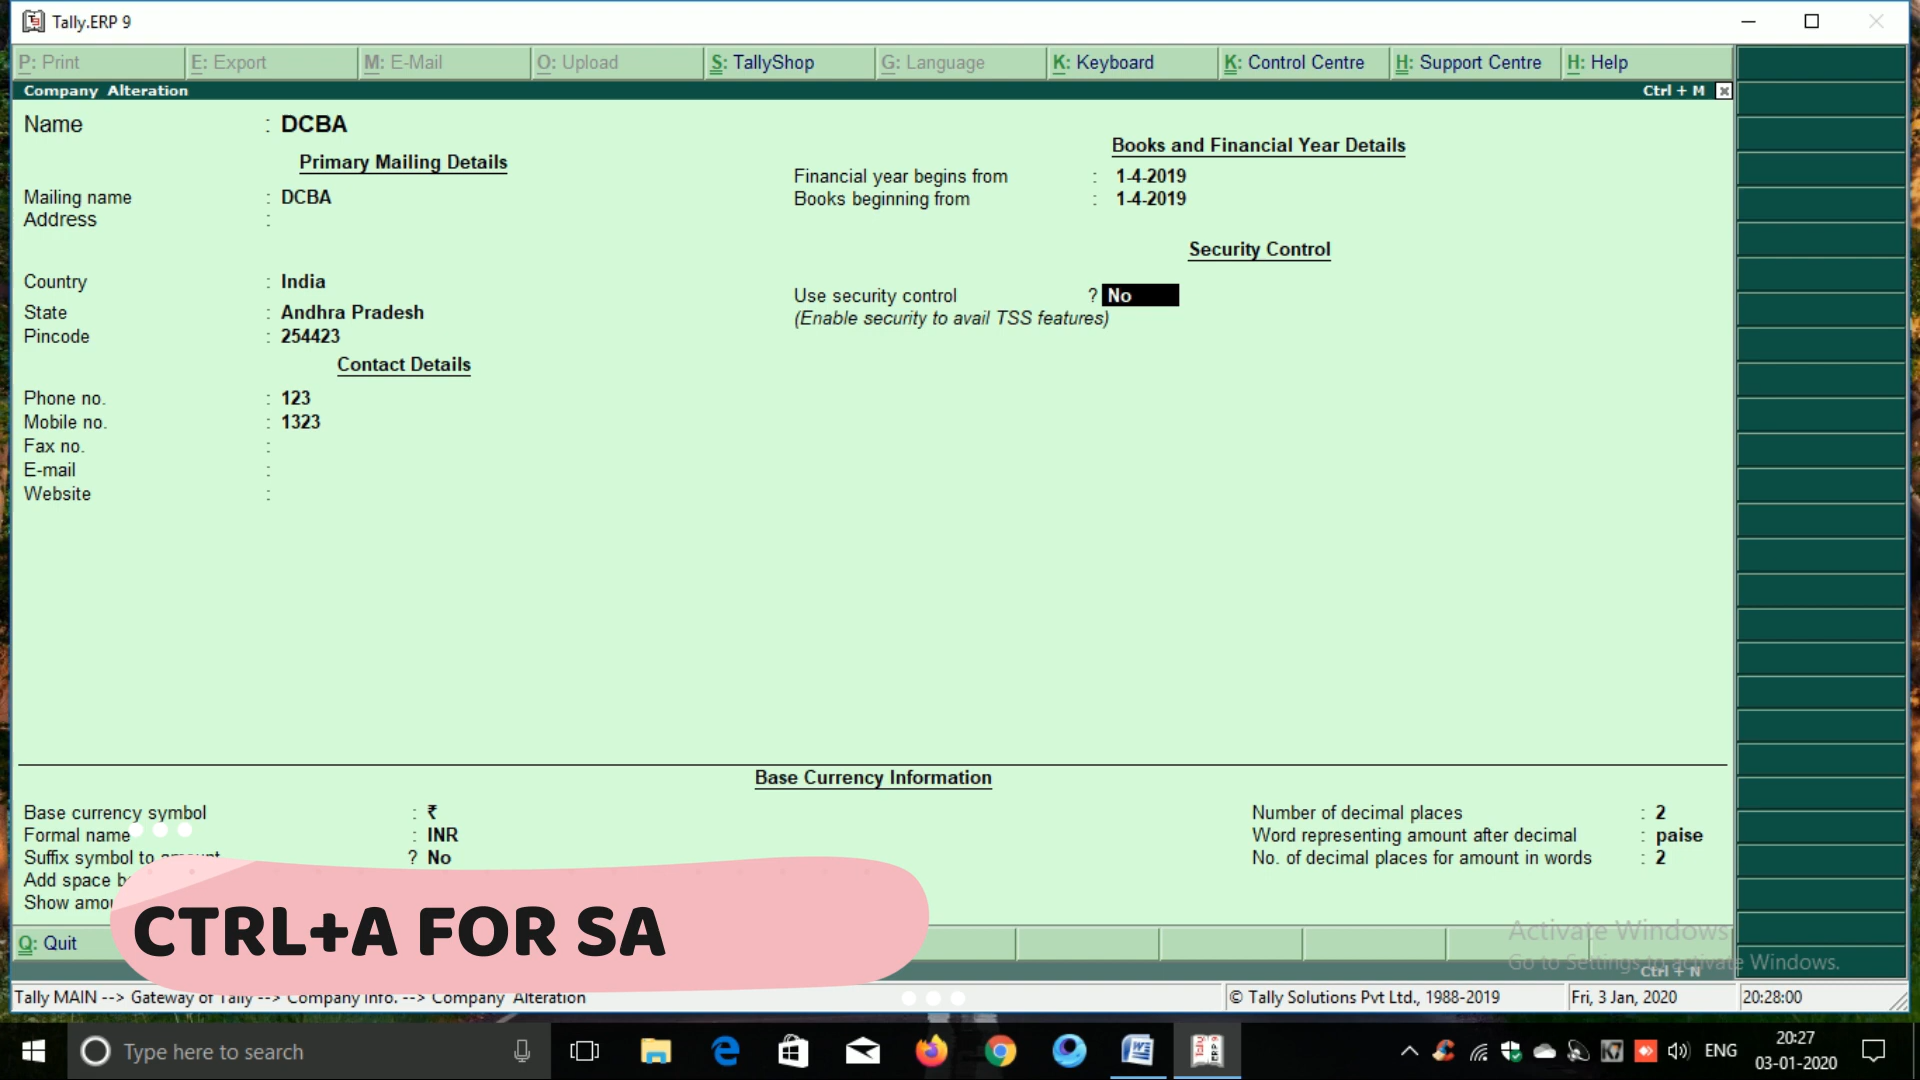 Tally.ERP 9
P: Print E: Export M: E-Mail O: Upload S: TallyShop G: Language K: Keyboard K: Control Centre H: Support Centre H: Help
Company Alteration Ctrl + M
Name : DCBA
Primary Mailing Details
Mailing name : DCBA
Address :
Country : India
State : Andhra Pradesh
Pincode : 254423
Contact Details
Phone no. : 123
Mobile no. : 1323
Fax no. :
E-mail :
Website :
Books and Financial Year Details
Financial year begins from : 1-4-2019
Books beginning from : 1-4-2019
Security Control
Use security control ? No
(Enable security to avail TSS features)
Base Currency Information
Base currency symbol : ₹
Formal name : INR
Suffix symbol to amount ? No
Add space
Show
Number of decimal places : 2
Word representing amount after decimal : paise
No. of decimal places for amount in words : 2
CTRL+A FOR SA
Q: Quit
Activate Windows
Go to Settings to activate Windows.
Ctrl + N
Tally MAIN --> Gateway of Tally --> Company Info. --> Company Alteration
© Tally Solutions Pvt Ltd., 1988-2019 Fri, 3 Jan, 2020 20:28:00
Type here to search
ENG
20:27
03-01-2020